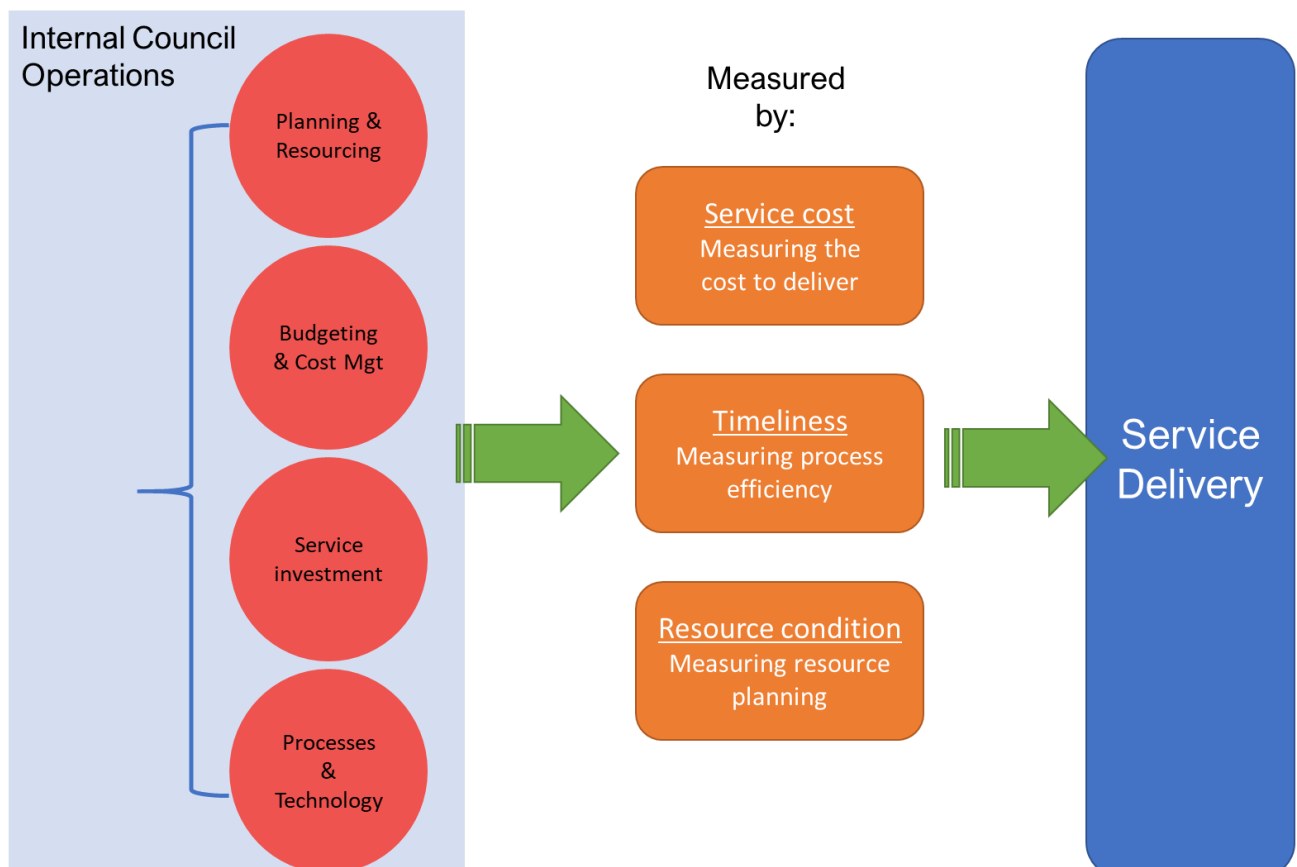 Internal Council
Operations
Planning &
Resourcing
Budgeting
& Cost Mgt
Service
investment
Processes
&
Technology
Measured
by:
Service cost
Measuring the
cost to deliver
Timeliness
Measuring process
efficiency
Resource condition
Measuring resource
planning
Service
Delivery